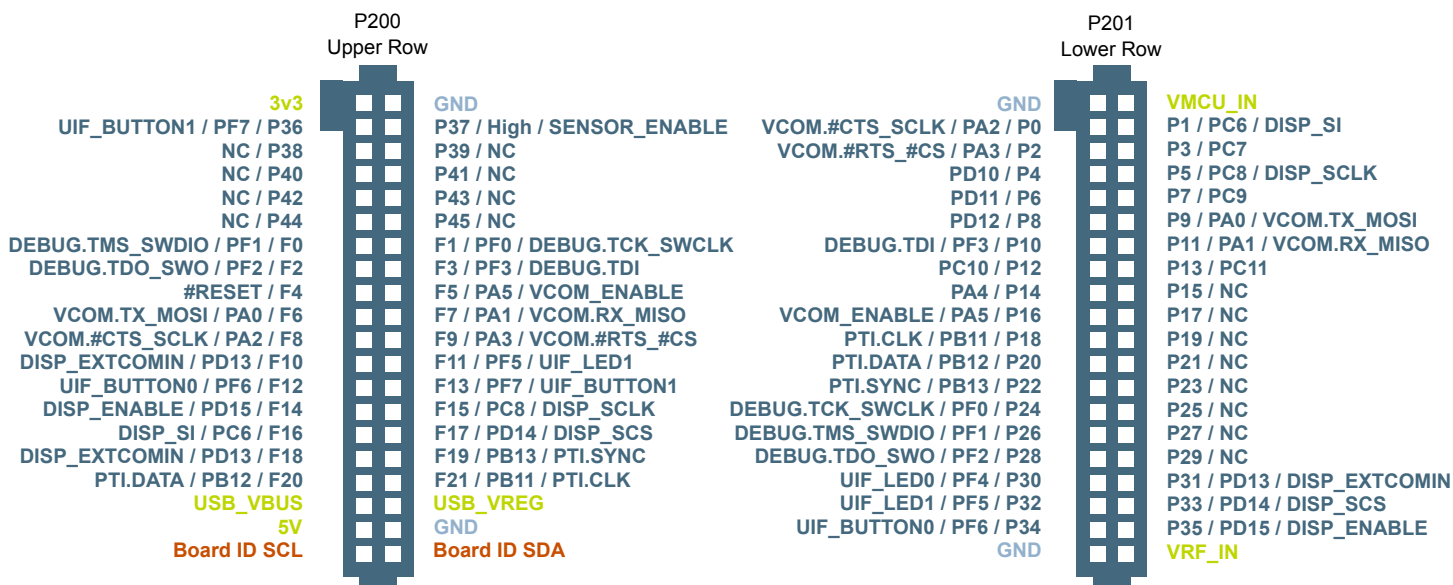 P200
Upper Row
3v3 GND
UIF_BUTTON1 / PF7 / P36 P37 / High / SENSOR_ENABLE
NC / P38 P39 / NC
NC / P40 P41 / NC
NC / P42 P43 / NC
NC / P44 P45 / NC
DEBUG.TMS_SWDIO / PF1 / F0 F1 / PF0 / DEBUG.TCK_SWCLK
DEBUG.TDO_SWO / PF2 / F2 F3 / PF3 / DEBUG.TDI
#RESET / F4 F5 / PA5 / VCOM_ENABLE
VCOM.TX_MOSI / PA0 / F6 F7 / PA1 / VCOM.RX_MISO
VCOM.#CTS_SCLK / PA2 / F8 F9 / PA3 / VCOM.#RTS_#CS
DISP_EXTCOMIN / PD13 / F10 F11 / PF5 / UIF_LED1
UIF_BUTTON0 / PF6 / F12 F13 / PF7 / UIF_BUTTON1
DISP_ENABLE / PD15 / F14 F15 / PC8 / DISP_SCLK
DISP_SI / PC6 / F16 F17 / PD14 / DISP_SCS
DISP_EXTCOMIN / PD13 / F18 F19 / PB13 / PTI.SYNC
PTI.DATA / PB12 / F20 F21 / PB11 / PTI.CLK
USB_VBUS USB_VREG
5V GND
Board ID SCL Board ID SDA
P201
Lower Row
GND VMCU_IN
VCOM.#CTS_SCLK / PA2 / P0 P1 / PC6 / DISP_SI
VCOM.#RTS_#CS / PA3 / P2 P3 / PC7
PD10 / P4 P5 / PC8 / DISP_SCLK
PD11 / P6 P7 / PC9
PD12 / P8 P9 / PA0 / VCOM.TX_MOSI
DEBUG.TDI / PF3 / P10 P11 / PA1 / VCOM.RX_MISO
PC10 / P12 P13 / PC11
PA4 / P14 P15 / NC
VCOM_ENABLE / PA5 / P16 P17 / NC
PTI.CLK / PB11 / P18 P19 / NC
PTI.DATA / PB12 / P20 P21 / NC
PTI.SYNC / PB13 / P22 P23 / NC
DEBUG.TCK_SWCLK / PF0 / P24 P25 / NC
DEBUG.TMS_SWDIO / PF1 / P26 P27 / NC
DEBUG.TDO_SWO / PF2 / P28 P29 / NC
UIF_LED0 / PF4 / P30 P31 / PD13 / DISP_EXTCOMIN
UIF_LED1 / PF5 / P32 P33 / PD14 / DISP_SCS
UIF_BUTTON0 / PF6 / P34 P35 / PD15 / DISP_ENABLE
GND VRF_IN